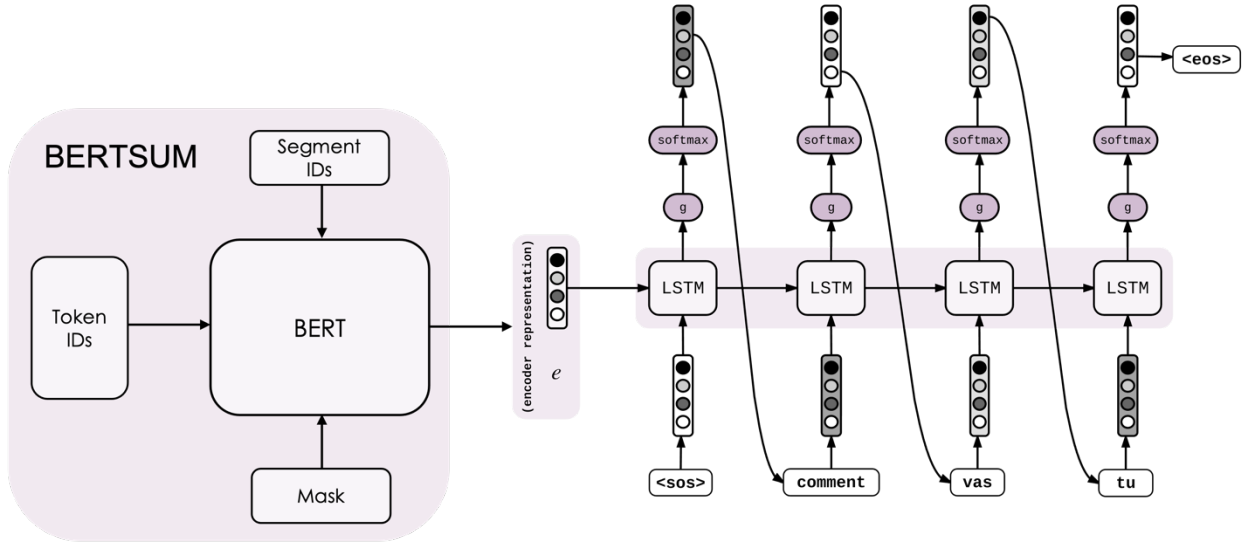 BERTSUM
Segment
IDs
Token
IDs
BERT
Mask
(encoder representation)
e
softmax
softmax
softmax
softmax
g
g
g
g
LSTM
LSTM
LSTM
LSTM
<sos>
comment
vas
tu
<eos>